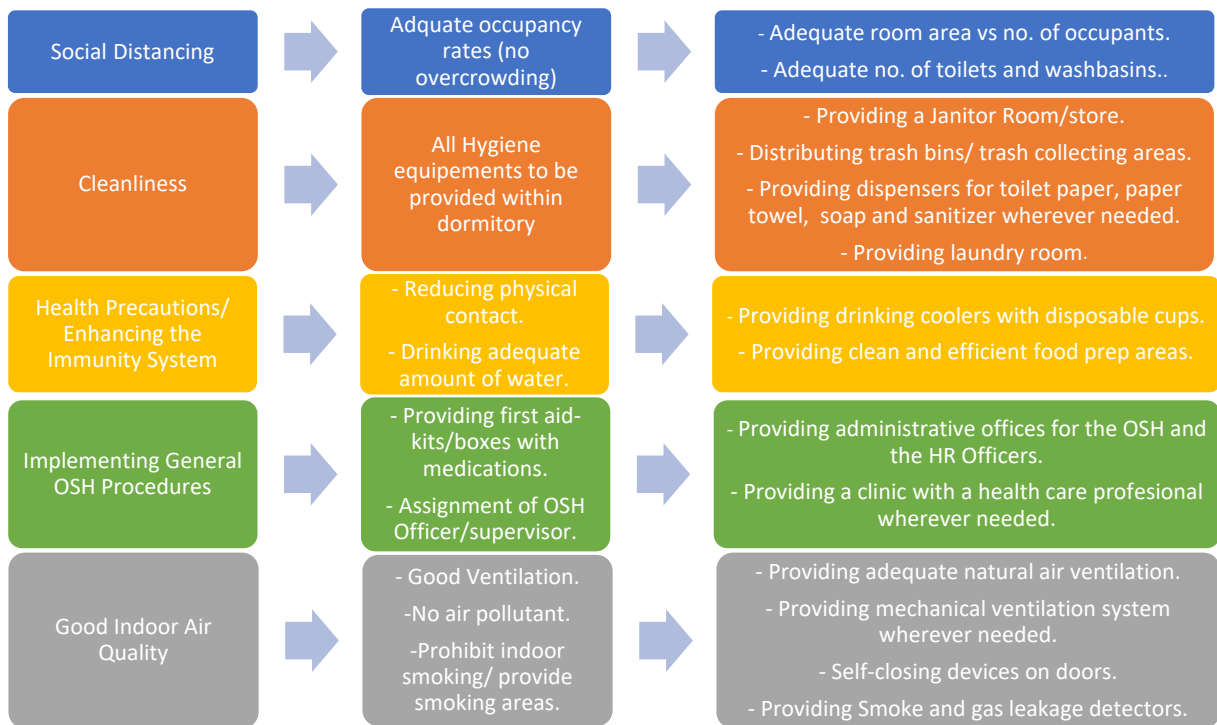 Social Distancing
Adquate occupancy
rates (no
overcrowding)
- Adequate room area vs no. of occupants.
- Adequate no. of toilets and washbasins..
Cleanliness
All Hygiene
equipements to be
provided within
dormitory
- Providing a Janitor Room/store.
- Distributing trash bins/ trash collecting areas.
- Providing dispensers for toilet paper, paper
towel, soap and sanitizer wherever needed.
- Providing laundry room.
Health Precautions/
Enhancing the
Immunity System
- Reducing physical
contact.
- Drinking adequate
amount of water.
- Providing drinking coolers with disposable cups.
- Providing clean and efficient food prep areas.
Implementing General
OSH Procedures
- Providing first aid-
kits/boxes with
medications.
- Assignment of OSH
Officer/supervisor.
- Providing administrative offices for the OSH and
the HR Officers.
- Providing a clinic with a health care profesional
wherever needed.
Good Indoor Air
Quality
- Good Ventilation.
-No air pollutant.
-Prohibit indoor
smoking/ provide
smoking areas.
- Providing adequate natural air ventilation.
- Providing mechanical ventilation system
wherever needed.
- Self-closing devices on doors.
- Providing Smoke and gas leakage detectors.